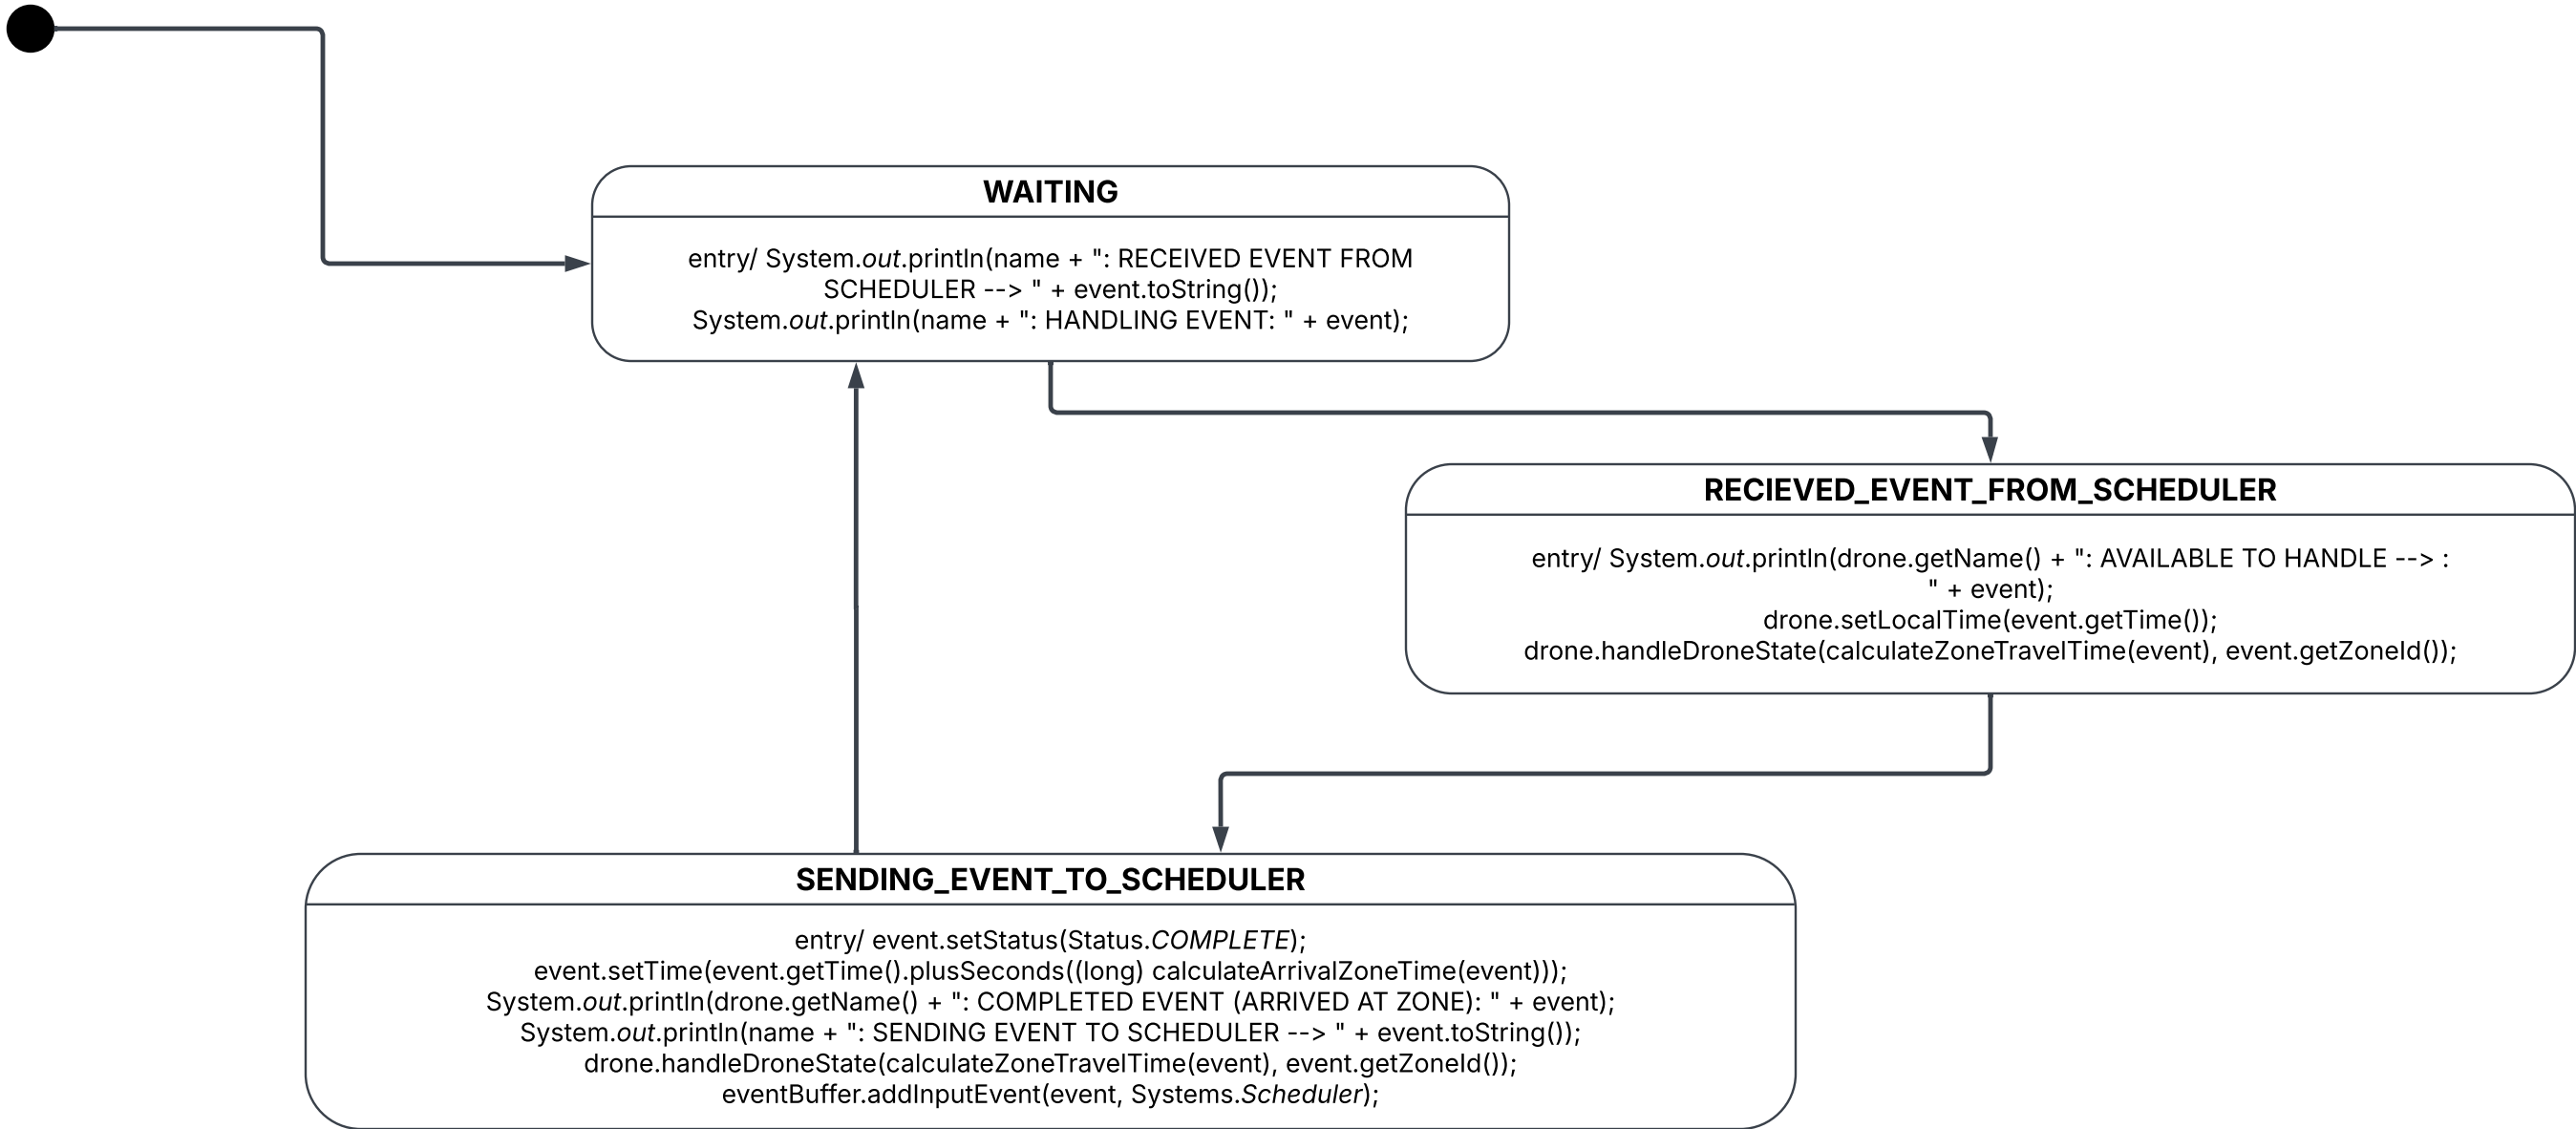 WAITING
entry/ System.out.println(name + ": RECEIVED EVENT FROM
SCHEDULER --> " + event.toString());
System.out.println(name + ": HANDLING EVENT: " + event);
RECIEVED_EVENT_FROM_SCHEDULER
entry/ System.out.println(drone.getName() + ": AVAILABLE TO HANDLE --> :
" + event);
drone.setLocalTime(event.getTime());
drone.handleDroneState(calculateZoneTravelTime(event), event.getZoneId());
SENDING_EVENT_TO_SCHEDULER
entry/ event.setStatus(Status.COMPLETE);
event.setTime(event.getTime().plusSeconds((long) calculateArrivalZoneTime(event)));
System.out.println(drone.getName() + ": COMPLETED EVENT (ARRIVED AT ZONE): " + event);
System.out.println(name + ": SENDING EVENT TO SCHEDULER --> " + event.toString());
drone.handleDroneState(calculateZoneTravelTime(event), event.getZoneId());
eventBuffer.addInputEvent(event, Systems.Scheduler);